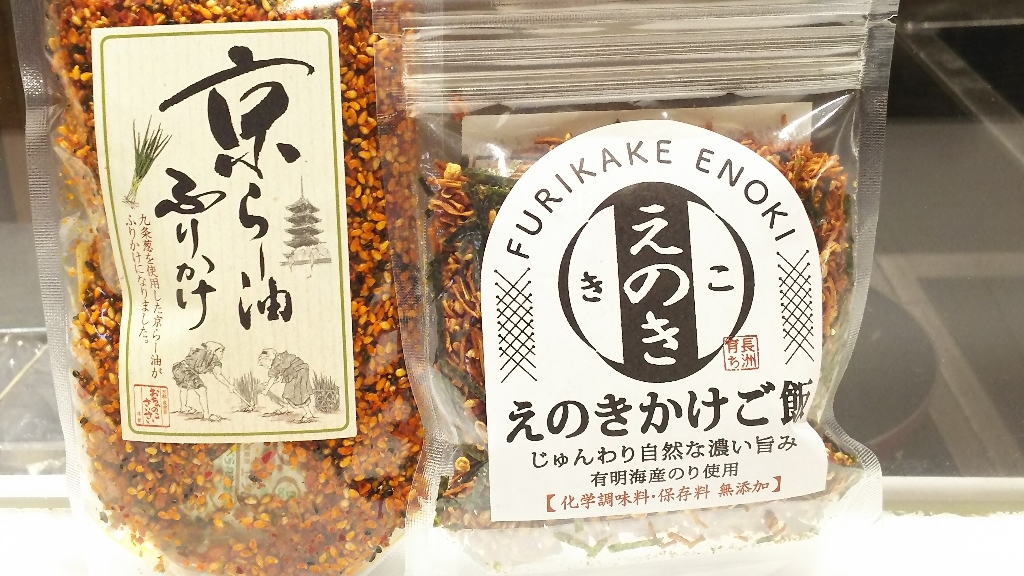 京らー油
ふりかけ
九条葱を使用した京らー油が
ふりかけになりました。
FURIKAKE ENOKI
えのき
きこ
長洲
育ち
えのきかけご飯
じゅんわり自然な濃い旨み
有明海産のり使用
【化学調味料・保存料 無添加】